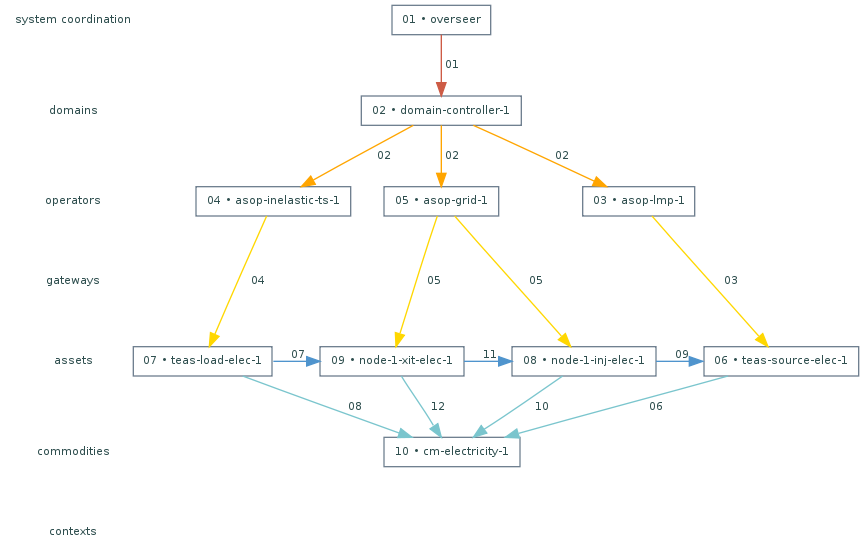 system coordination
01 • overseer
01
domains
02 • domain-controller-1
02
02
02
operators
04 • asop-inelastic-ts-1
05 • asop-grid-1
03 • asop-lmp-1
gateways
04
05
05
03
assets
07 • teas-load-elec-1
07
09 • node-1-xit-elec-1
11
08 • node-1-inj-elec-1
09
06 • teas-source-elec-1
08
12
10
06
commodities
10 • cm-electricity-1
contexts